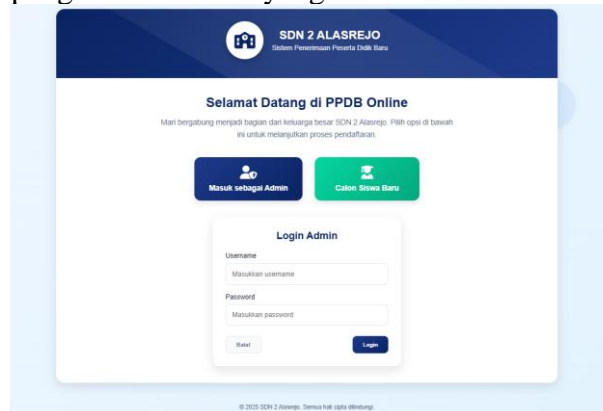 SDN 2 ALASREJO
Sistem Penerimaan Peserta Didik Baru
Selamat Datang di PPDB Online
Mari bergabung menjadi bagian dari keluarga besar SDN 2 Alasrejo. Pilih opsi di bawah
ini untuk melanjutkan proses pendaftaran.
Masuk sebagai Admin
Calon Siswa Baru
Login Admin
Username
Masukkan username
Password
Masukkan password
Batal
Login
© 2025 SDN 2 Alasrejo. Semua hak cipta dilindungi.